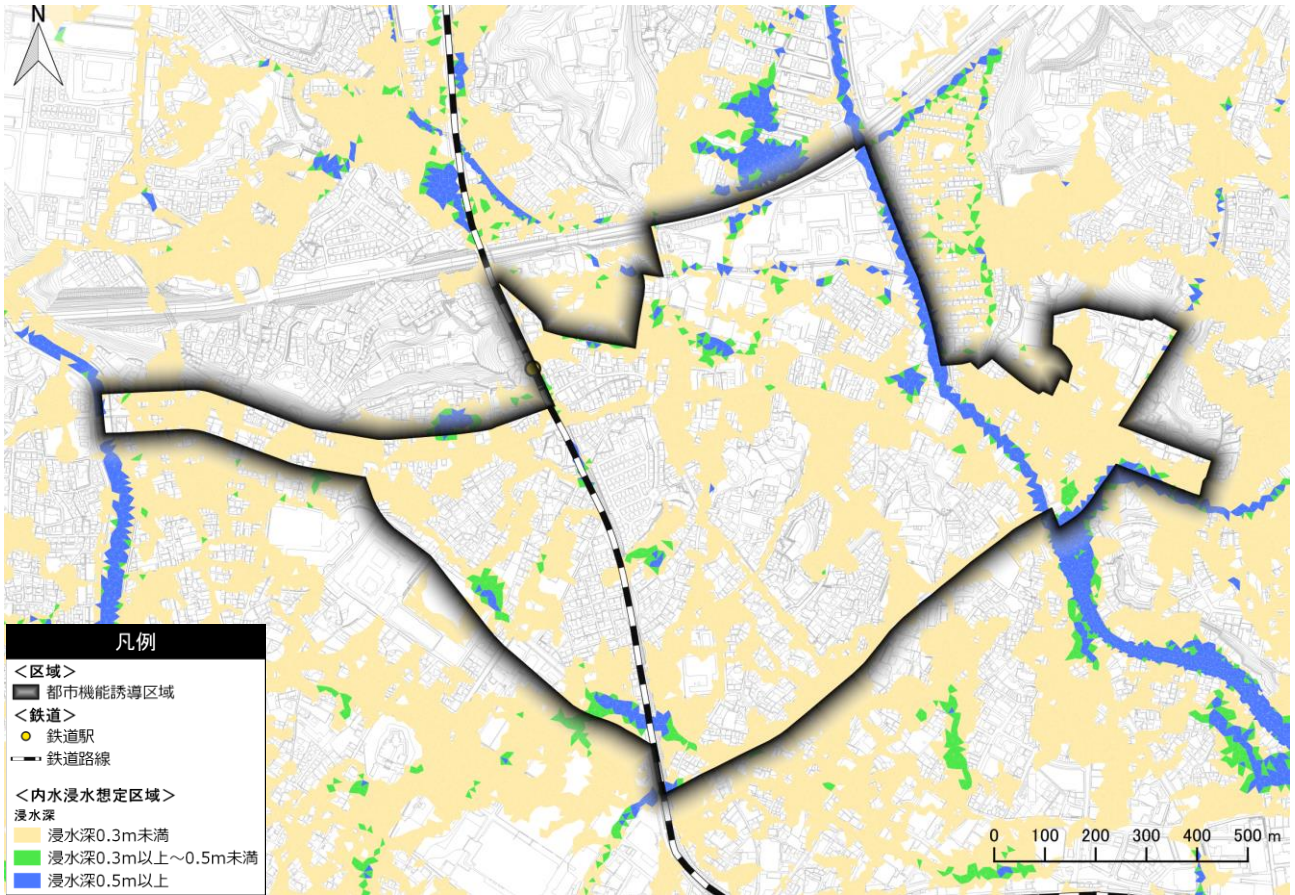 N
凡例
<区域>
都市機能誘導区域
<鉄道>
鉄道駅
鉄道路線
<内水浸水想定区域>
浸水深
浸水深0.3m未満
浸水深0.3m以上~0.5m未満
浸水深0.5m以上
0 100 200 300 400 500 m